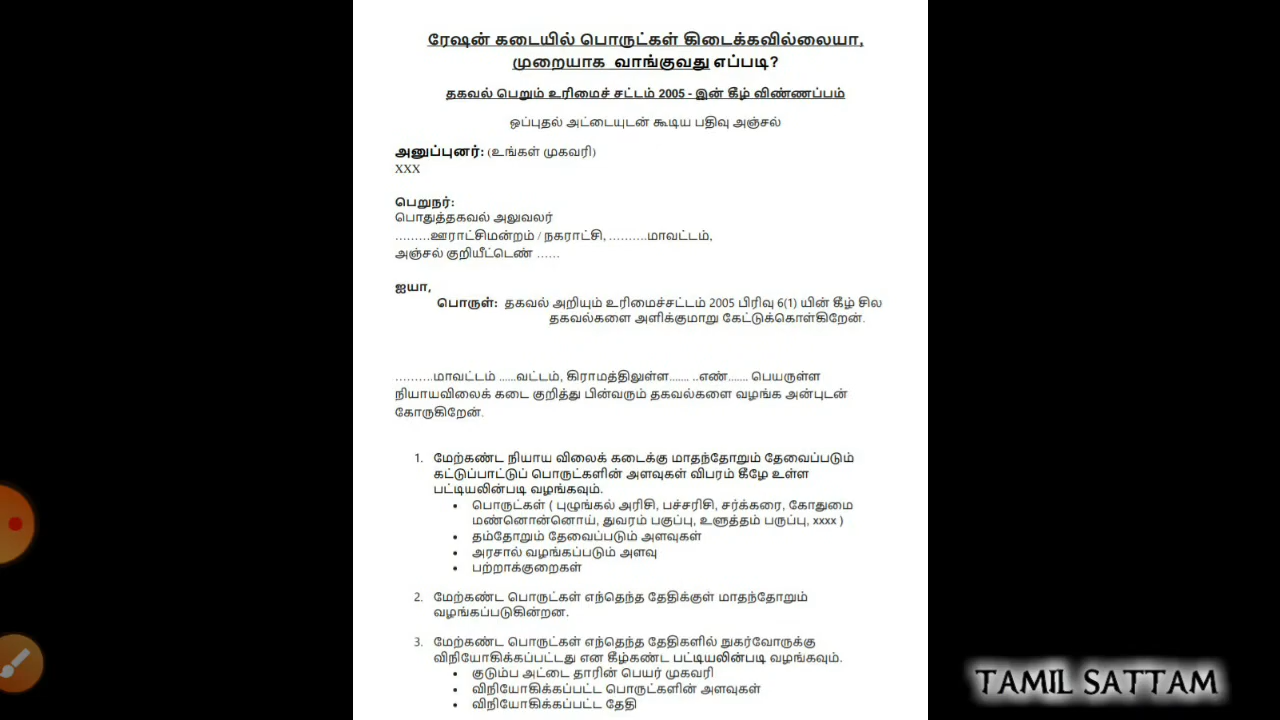 ரேஷன் கடையில் பொருட்கள் கிடைக்கவில்லையா,
முறையாக வாங்குவது எப்படி?
தகவல் பெறும் உரிமைச் சட்டம் 2005 - இன் கீழ் விண்ணப்பம்
ஒப்புதல் அட்டையுடன் கூடிய பதிவு அஞ்சல்
அனுப்புனர்: (உங்கள் முகவரி)
XXX
பெறுநர்:
பொதுத்தகவல் அலுவலர்
.........ஊராட்சிமன்றம் / நகராட்சி, ..........மாவட்டம்,
அஞ்சல் குறியீட்டெண் ......
ஐயா,
பொருள்: தகவல் அறியும் உரிமைச்சட்டம் 2005 பிரிவு 6(1) யின் கீழ் சில
தகவல்களை அளிக்குமாறு கேட்டுக்கொள்கிறேன்.
..........மாவட்டம் ......வட்டம், கிராமத்திலுள்ள....... ..எண்....... பெயருள்ள
நியாயவிலைக் கடை குறித்து பின்வரும் தகவல்களை வழங்க அன்புடன்
கோருகிறேன்.
1. மேற்கண்ட நியாய விலைக் கடைக்கு மாதந்தோறும் தேவைப்படும்
கட்டுப்பாட்டுப் பொருட்களின் அளவுகள் விபரம் கீழே உள்ள
பட்டியலின்படி வழங்கவும்.
• பொருட்கள் ( புழுங்கல் அரிசி, பச்சரிசி, சர்க்கரை, கோதுமை
மண்னொன்னொய், துவரம் பகுப்பு, உளுத்தம் பருப்பு, xxxx )
• தம்தோறும் தேவைப்படும் அளவுகள்
• அரசால் வழங்கப்படும் அளவு
• பற்றாக்குறைகள்
2. மேற்கண்ட பொருட்கள் எந்தெந்த தேதிக்குள் மாதந்தோறும்
வழங்கப்படுகின்றன.
3. மேற்கண்ட பொருட்கள் எந்தெந்த தேதிகளில் நுகர்வோருக்கு
விநியோகிக்கப்பட்டது என கீழ்கண்ட பட்டியலின்படி வழங்கவும்.
• குடும்ப அட்டை தாரின் பெயர் முகவரி
• விநியோகிக்கப்பட்ட பொருட்களின் அளவுகள்
• விநியோகிக்கப்பட்ட தேதி
TAMIL SATTAM